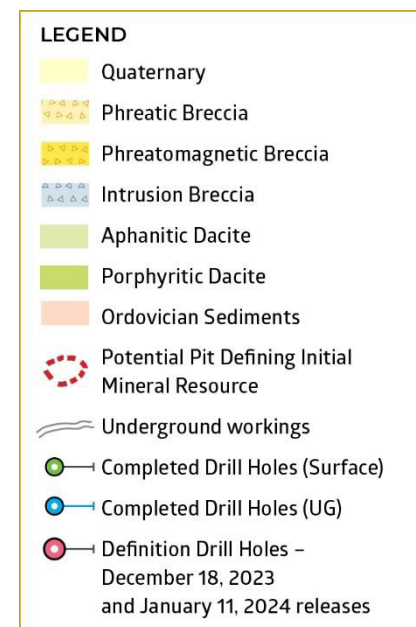 LEGEND
Quaternary
Phreatic Breccia
Phreatomagnetic Breccia
Intrusion Breccia
Aphanitic Dacite
Porphyritic Dacite
Ordovician Sediments
Potential Pit Defining Initial
Mineral Resource
Underground workings
Completed Drill Holes (Surface)
Completed Drill Holes (UG)
Definition Drill Holes –
December 18, 2023
and January 11, 2024 releases